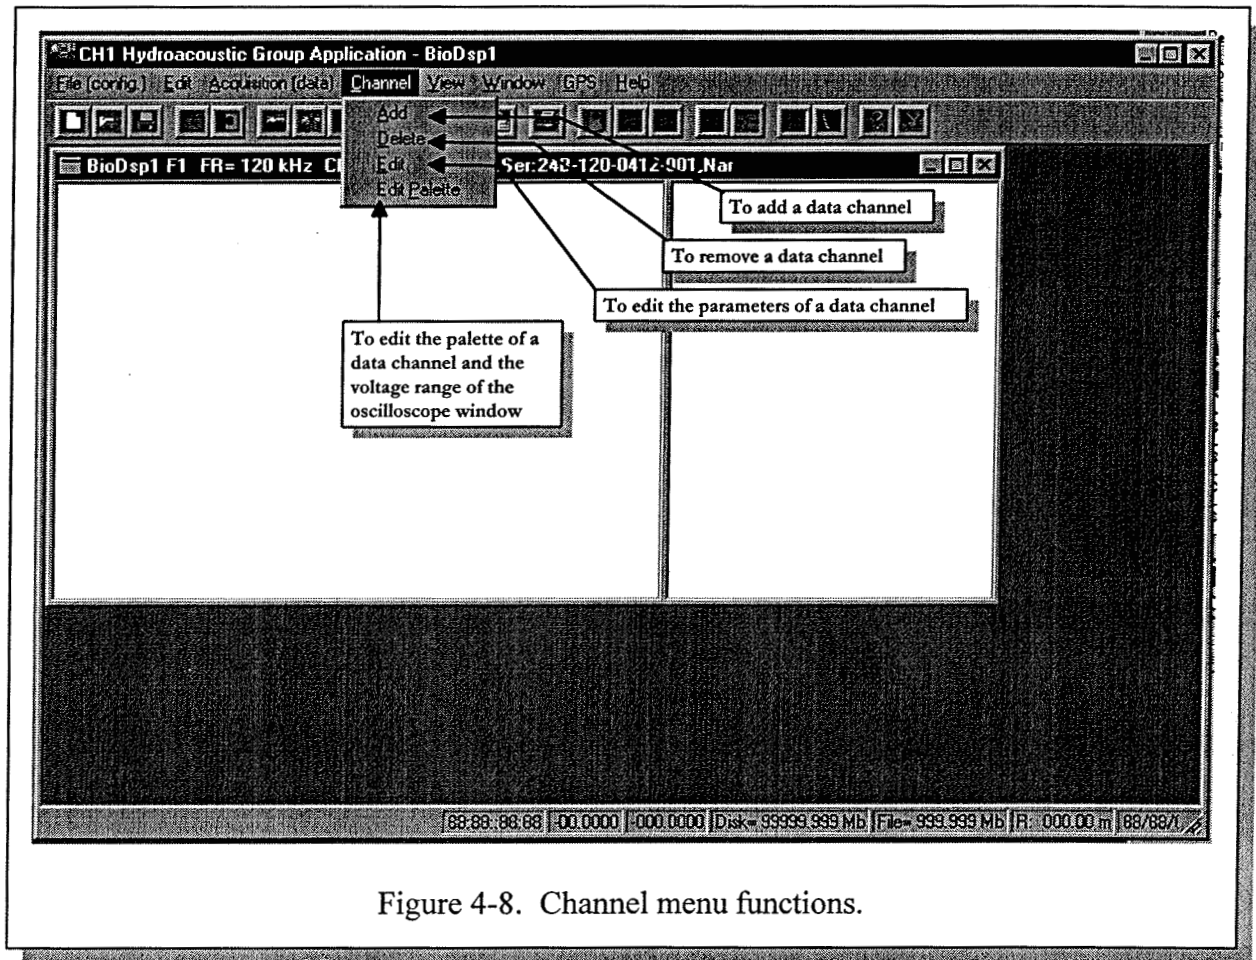 CH1 Hydroacoustic Group Application - BioDsp1
File (config.) Edit Acquisition (data) Channel View Window GPS Help
Add
Delete
Edit
Edit Palette
BioDsp1 F1 FR= 120 kHz Ser:24B-120-0412-001,Nar
To add a data channel
To remove a data channel
To edit the parameters of a data channel
To edit the palette of a
data channel and the
voltage range of the
oscilloscope window
88:88:88:88 -00.0000 -000.0000 Disk= 99999.999 Mb File= 999.999 Mb R: 000.00 m 88/88/
Figure 4-8. Channel menu functions.